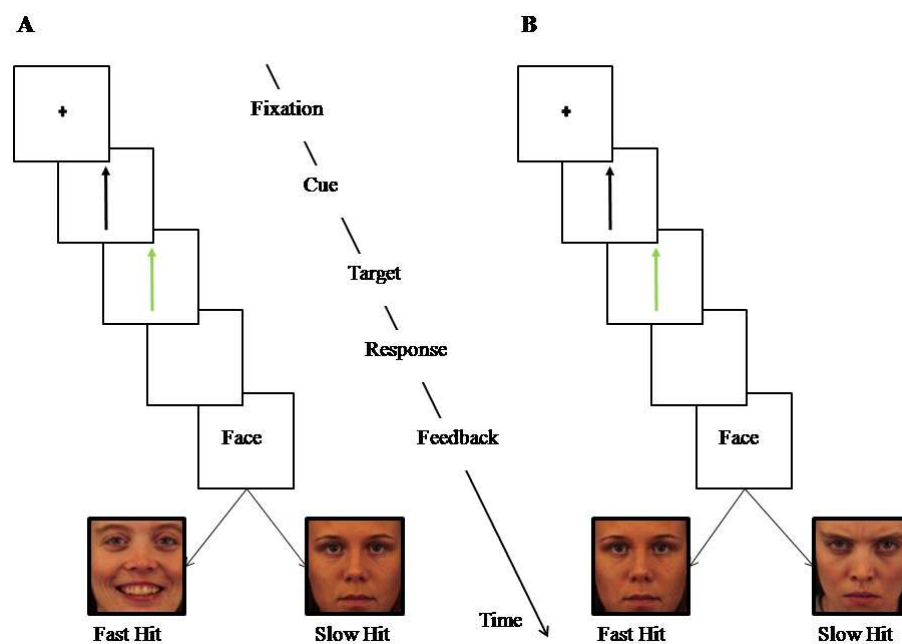 A
B
Fixation
Cue
Target
Response
Feedback
Face
Face
Time
Fast Hit
Slow Hit
Fast Hit
Slow Hit